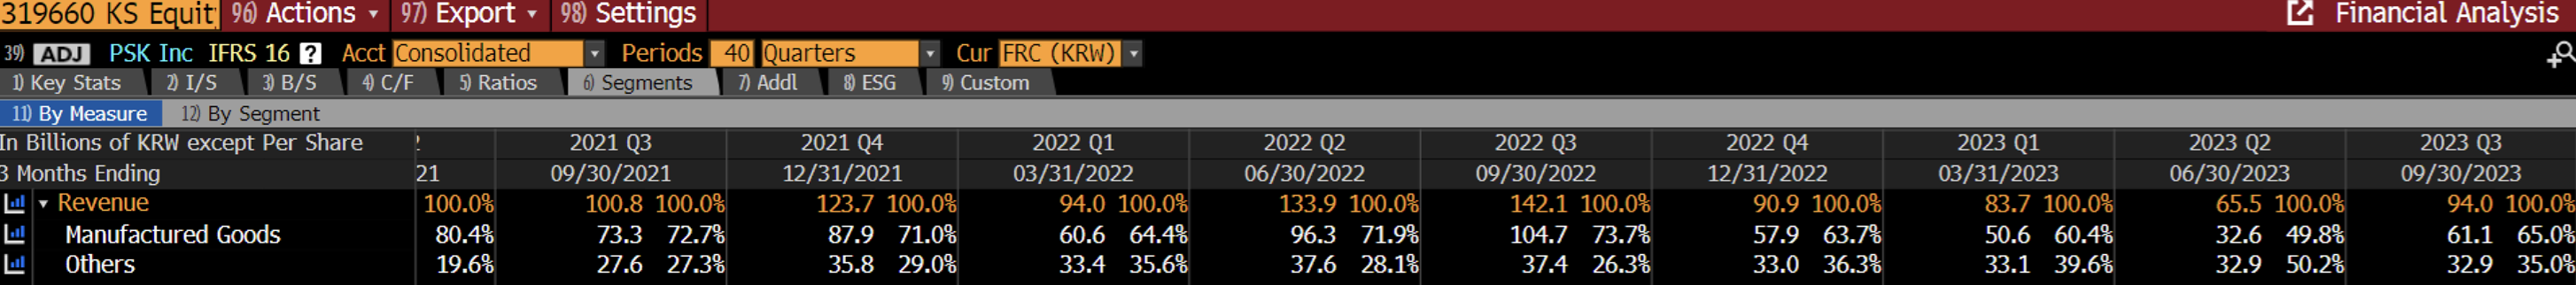 319660 KS Equit 96) Actions 97) Export 98) Settings Financial Analysis
39) ADJ PSK Inc IFRS 16 ? Acct Consolidated Periods 40 Quarters Cur FRC (KRW)
1) Key Stats 2) I/S 3) B/S 4) C/F 5) Ratios 6) Segments 7) Addl 8) ESG 9) Custom
11) By Measure 12) By Segment
In Billions of KRW except Per Share 2021 Q3 2021 Q4 2022 Q1 2022 Q2 2022 Q3 2022 Q4 2023 Q1 2023 Q2 2023 Q3
3 Months Ending 21 09/30/2021 12/31/2021 03/31/2022 06/30/2022 09/30/2022 12/31/2022 03/31/2023 06/30/2023 09/30/2023
Revenue 100.0% 100.8 100.0% 123.7 100.0% 94.0 100.0% 133.9 100.0% 142.1 100.0% 90.9 100.0% 83.7 100.0% 65.5 100.0% 94.0 100.0%
Manufactured Goods 80.4% 73.3 72.7% 87.9 71.0% 60.6 64.4% 96.3 71.9% 104.7 73.7% 57.9 63.7% 50.6 60.4% 32.6 49.8% 61.1 65.0%
Others 19.6% 27.6 27.3% 35.8 29.0% 33.4 35.6% 37.6 28.1% 37.4 26.3% 33.0 36.3% 33.1 39.6% 32.9 50.2% 32.9 35.0%